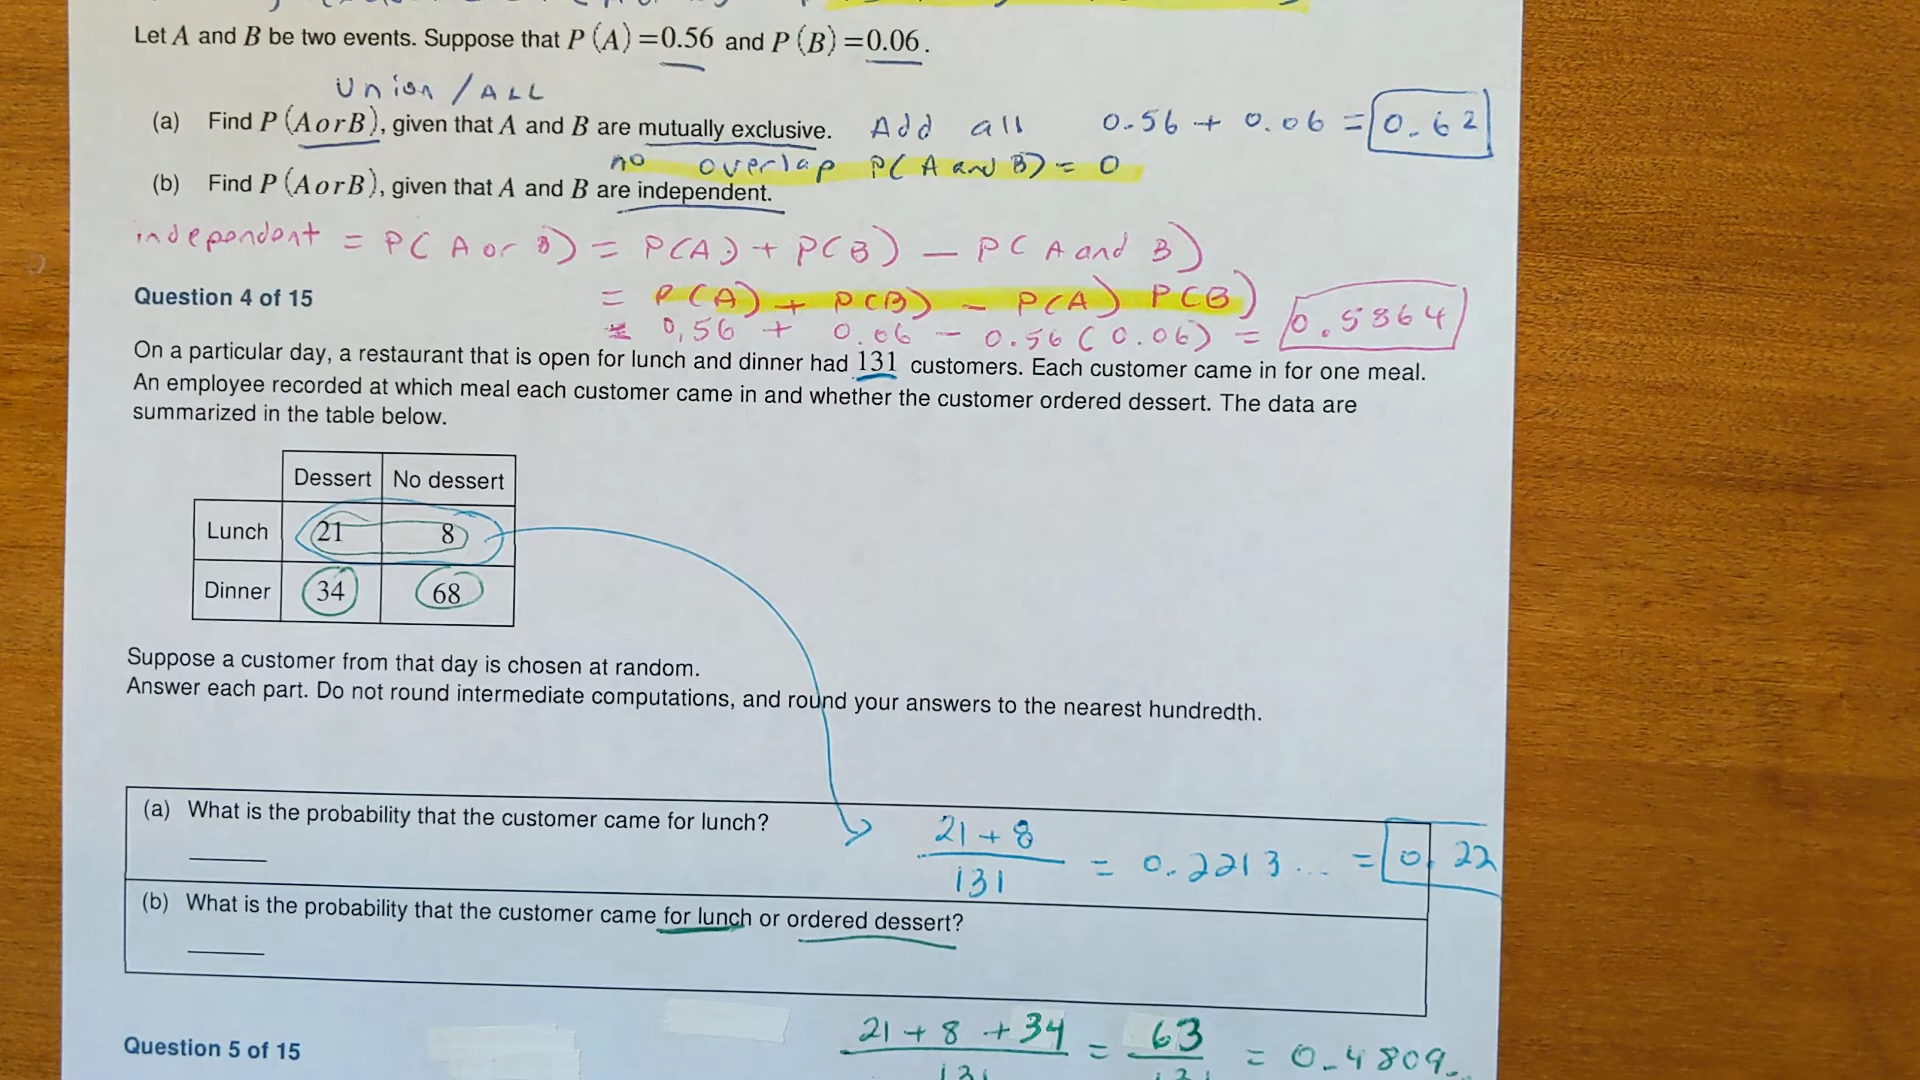 Let A and B be two events. Suppose that P (A) =0.56 and P (B) =0.06.
Union / ALL
(a) Find P (A or B), given that A and B are mutually exclusive. Add all 0.56 + 0.06 = 0.62
no overlap P( A and B) = 0
(b) Find P (A or B), given that A and B are independent.
independent = P( A or B) = P(A) + P(B) — P( A and B)
= P(A) + P(B) - P(A) P(B)
Question 4 of 15
= 0,56 + 0.06 - 0.56 (0.06) = 0.5864
On a particular day, a restaurant that is open for lunch and dinner had 131 customers. Each customer came in for one meal.
An employee recorded at which meal each customer came in and whether the customer ordered dessert. The data are
summarized in the table below.
Dessert No dessert
Lunch 21 8
Dinner 34 68
Suppose a customer from that day is chosen at random.
Answer each part. Do not round intermediate computations, and round your answers to the nearest hundredth.
(a) What is the probability that the customer came for lunch?
21 + 8
131
= 0.2213... = 0.22
(b) What is the probability that the customer came for lunch or ordered dessert?
21 + 8 + 34 = 63 = 0.4809..
131 131
Question 5 of 15